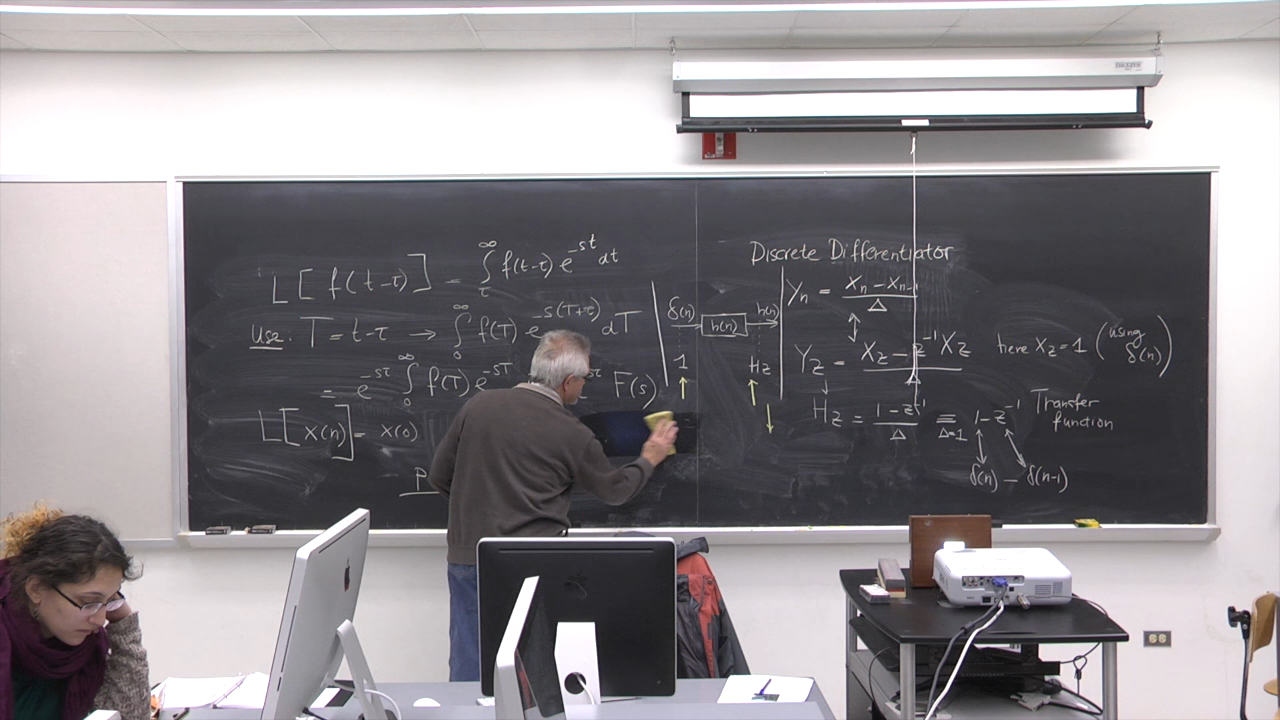 L[f(t-τ)] = ∫τ^∞ f(t-τ) e^-st dt
Use. T = t-τ → ∫0^∞ f(T) e^-s(T+τ) dT
= e^-sτ ∫0^∞ f(T) e^-sT F(s)
L[x(n)] = x(0)
P
δ(n) h(n) h(n)
1 Hz
Discrete Differentiator
Yn = Xn - Xn-1 / Δ
Yz = Xz - z^-1 Xz / Δ here Xz = 1 (using δ(n))
Hz = 1 - z^-1 / Δ ≡ Δ=1 1 - z^-1 Transfer function
δ(n) - δ(n-1)